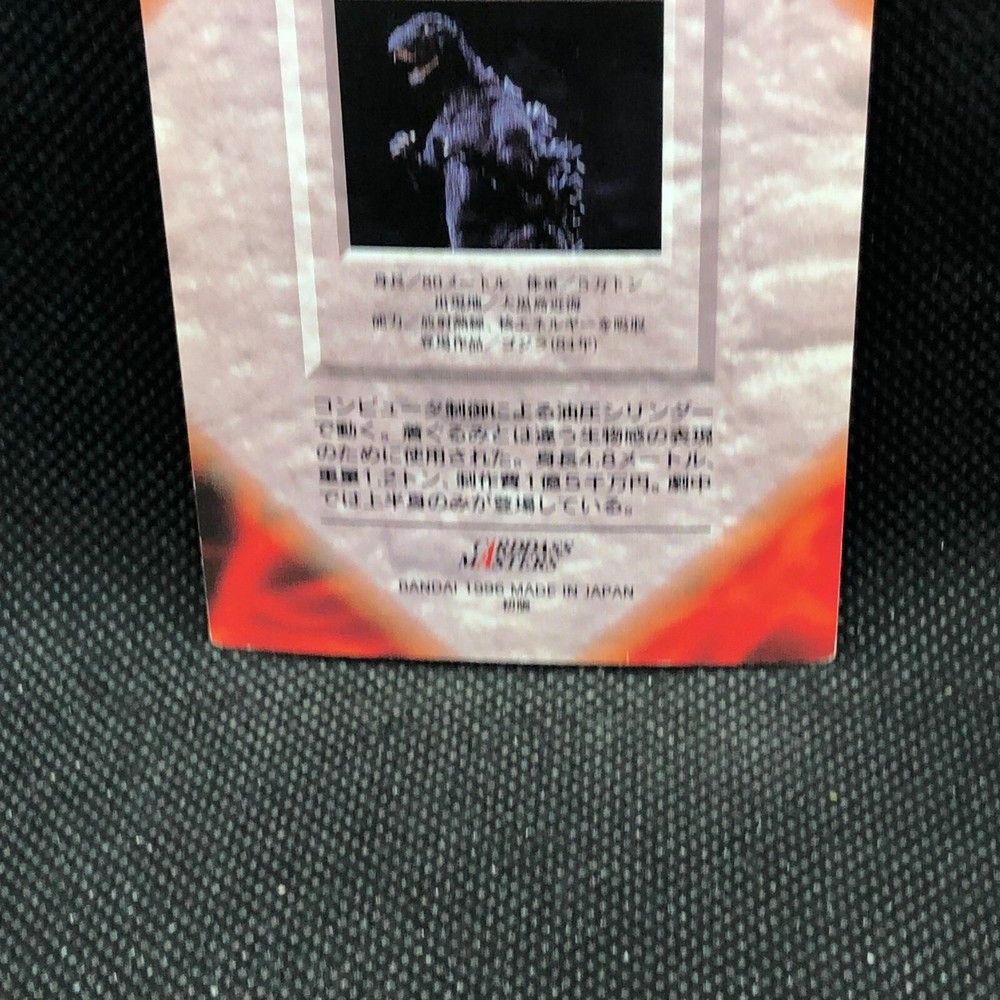 身長／80メートル 体重／5万トン
出現地／大黒島近海
能力／放射熱線、核エネルギーを吸収
登場作品／ゴジラ(84年)
コンピュータ制御による油圧シリンダー
で動く。着ぐるみとは違う生物感の表現
のために使用された。身長4.8メートル、
重量1.2トン、制作費1億5千万円。劇中
では上半身のみが登場している。
CARDDASS
MASTERS
BANDAI 1996 MADE IN JAPAN
初版